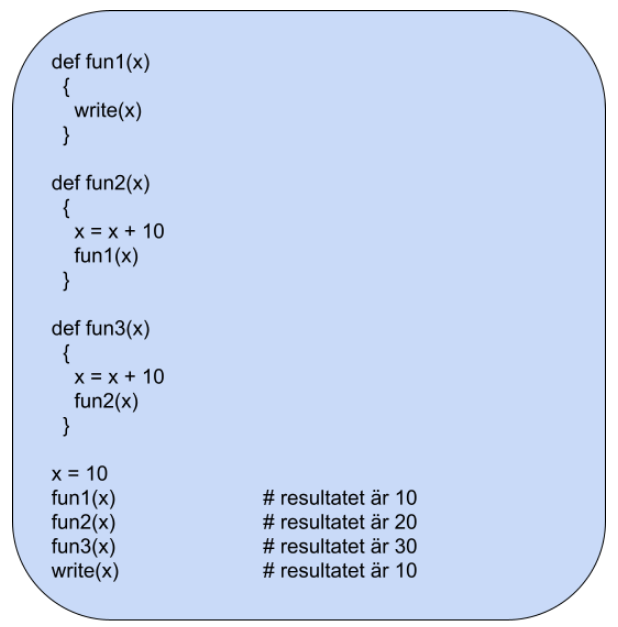 def fun1(x)
{
write(x)
}
def fun2(x)
{
x = x + 10
fun1(x)
}
def fun3(x)
{
x = x + 10
fun2(x)
}
x = 10
fun1(x) # resultatet är 10
fun2(x) # resultatet är 20
fun3(x) # resultatet är 30
write(x) # resultatet är 10